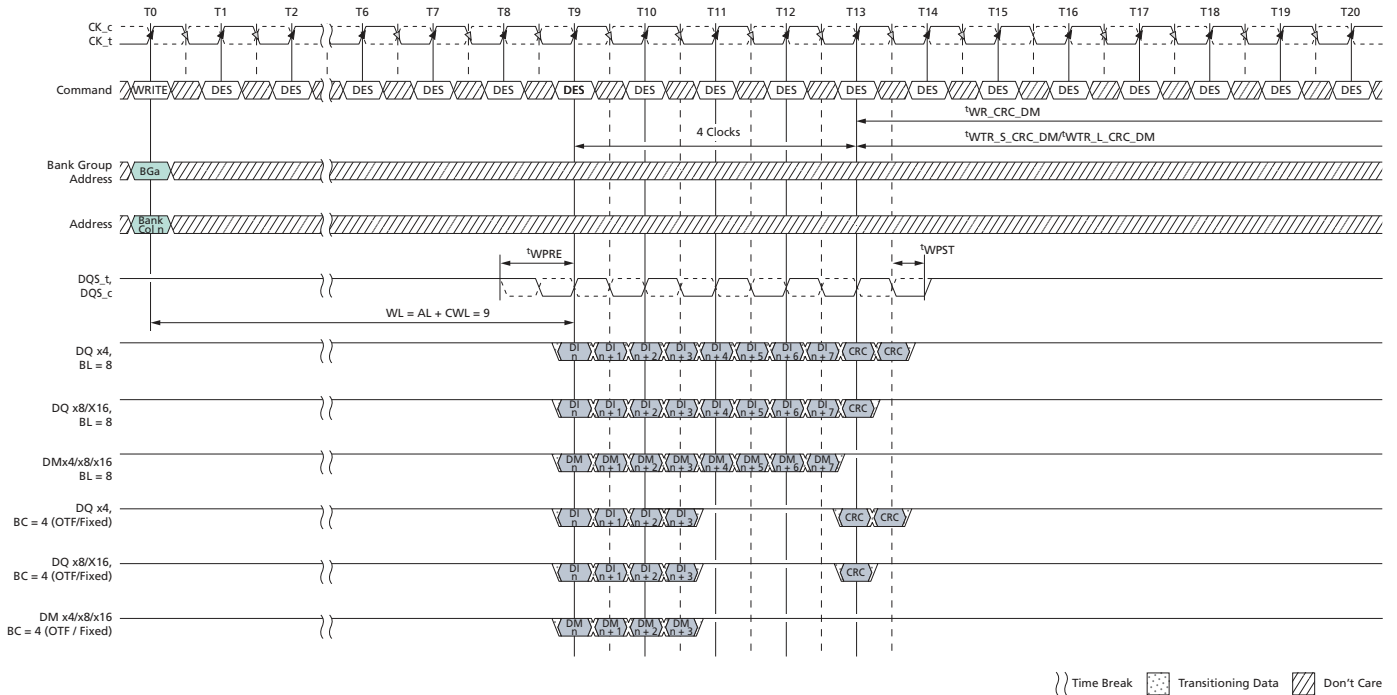 T0 T1 T2 T6 T7 T8 T9 T10 T11 T12 T13 T14 T15 T16 T17 T18 T19 T20
CK_c
CK_t
Command WRITE DES DES DES DES DES DES DES DES DES DES DES DES DES DES DES DES DES
tWR_CRC_DM
4 Clocks
tWTR_S_CRC_DM/tWTR_L_CRC_DM
Bank Group
Address
BGa
Address
Bank
Col n
tWPRE
tWPST
DQS_t,
DQS_c
WL = AL + CWL = 9
DQ x4,
BL = 8
DI DI DI DI DI DI DI DI
n n + 1 n + 2 n + 3 n + 4 n + 5 n + 6 n + 7 CRC CRC
DQ x8/X16,
BL = 8
DI DI DI DI DI DI DI DI
n n + 1 n + 2 n + 3 n + 4 n + 5 n + 6 n + 7 CRC
DMx4/x8/x16
BL = 8
DM DM DM DM DM DM DM DM
n n + 1 n + 2 n + 3 n + 4 n + 5 n + 6 n + 7
DQ x4,
BC = 4 (OTF/Fixed)
DI DI DI DI
n n + 1 n + 2 n + 3 CRC CRC
DQ x8/X16,
BC = 4 (OTF/Fixed)
DI DI DI DI
n n + 1 n + 2 n + 3 CRC
DM x4/x8/x16
BC = 4 (OTF / Fixed)
DM DM DM DM
n n + 1 n + 2 n + 3
Time Break Transitioning Data Don't Care